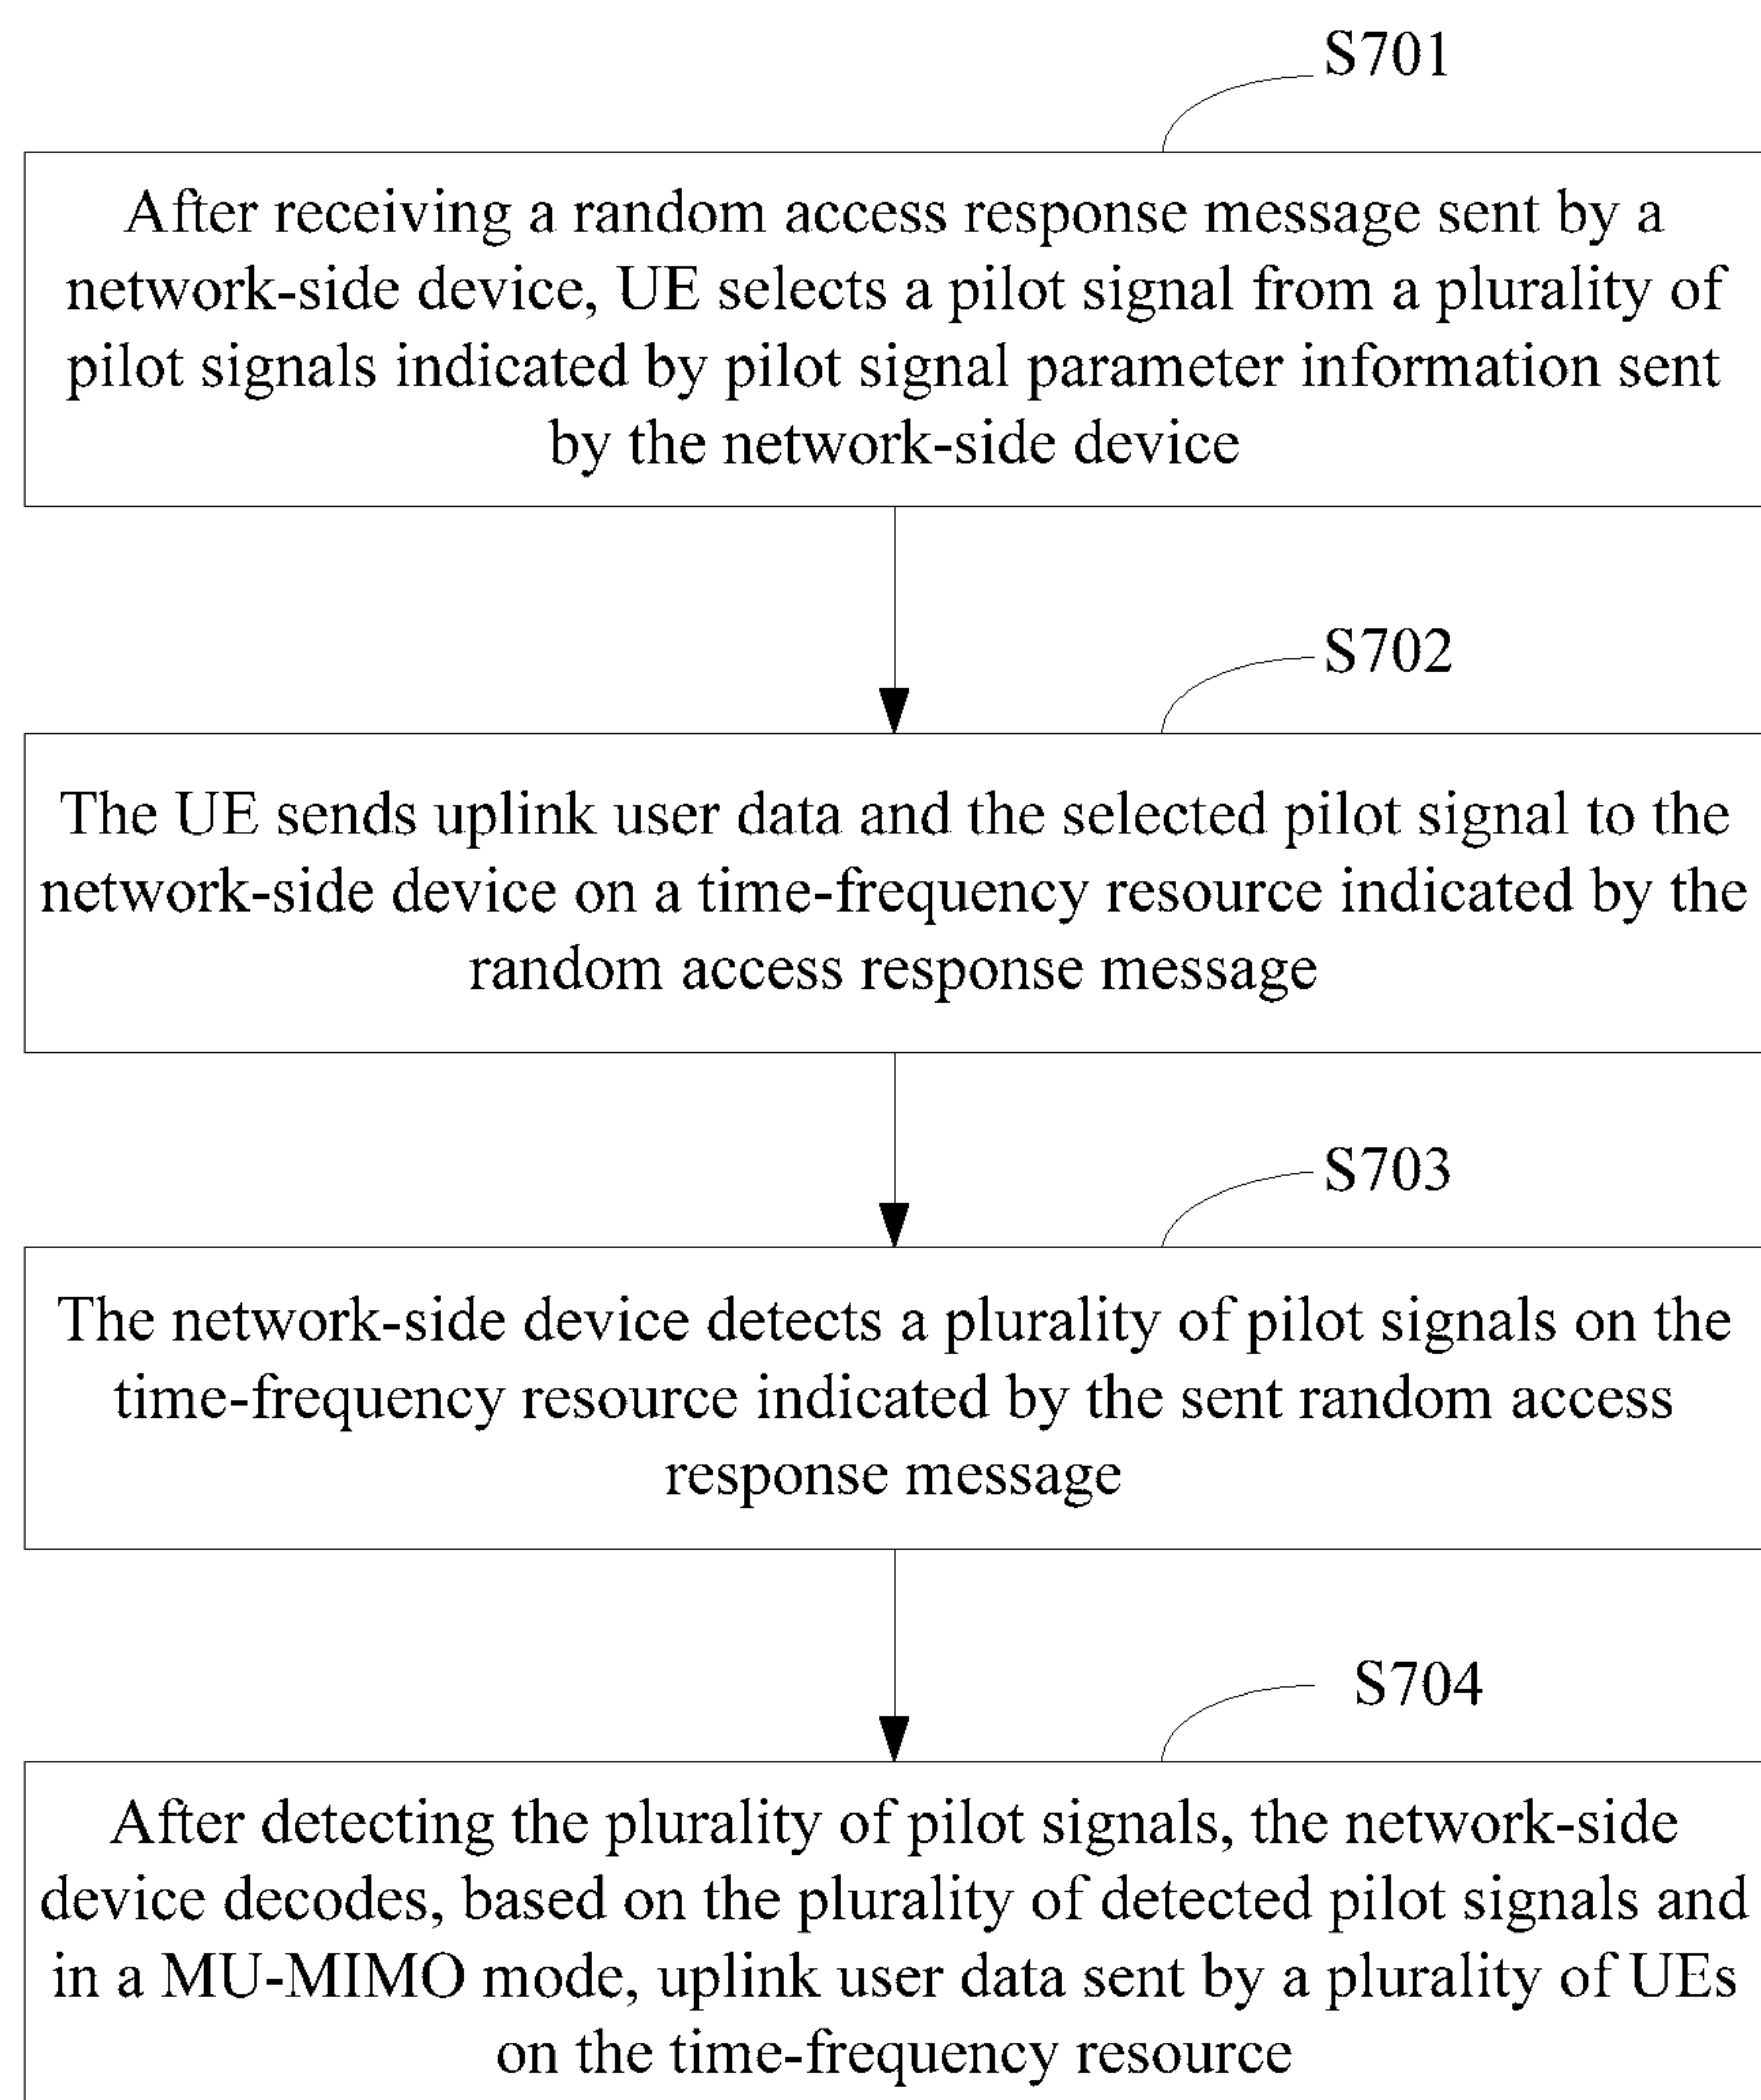 S701
After receiving a random access response message sent by a
network-side device, UE selects a pilot signal from a plurality of
pilot signals indicated by pilot signal parameter information sent
by the network-side device
S702
The UE sends uplink user data and the selected pilot signal to the
network-side device on a time-frequency resource indicated by the
random access response message
S703
The network-side device detects a plurality of pilot signals on the
time-frequency resource indicated by the sent random access
response message
S704
After detecting the plurality of pilot signals, the network-side
device decodes, based on the plurality of detected pilot signals and
in a MU-MIMO mode, uplink user data sent by a plurality of UEs
on the time-frequency resource